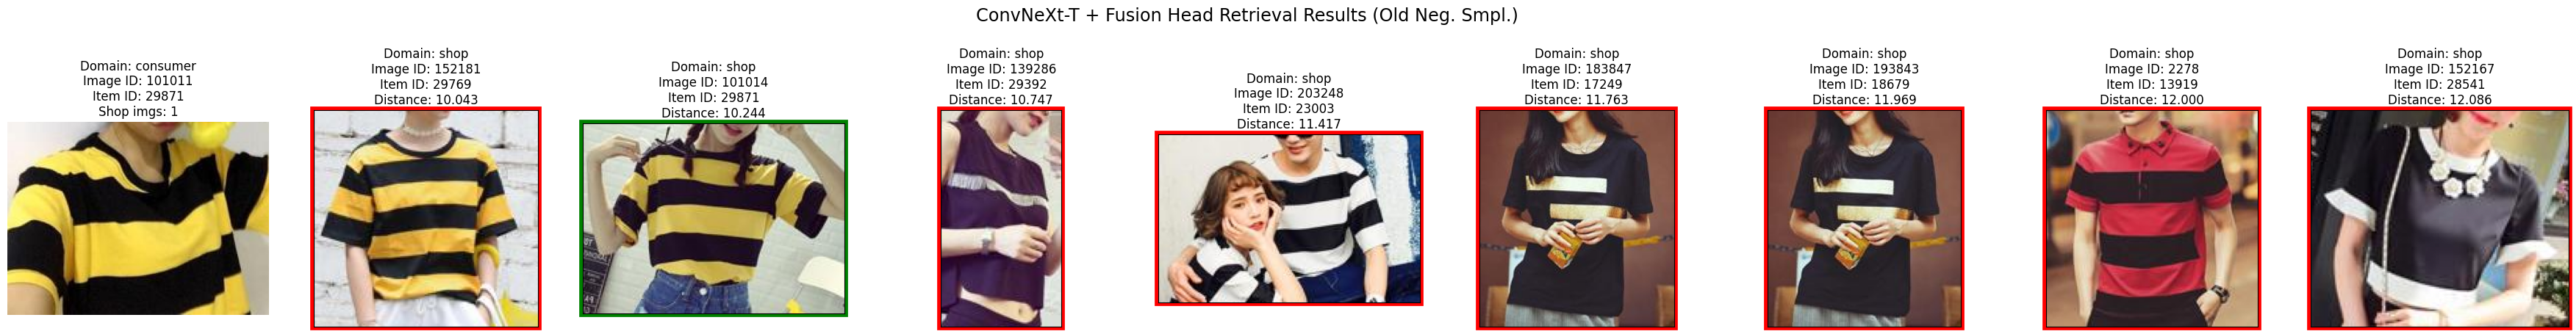 ConvNeXt-T + Fusion Head Retrieval Results (Old Neg. Smpl.)
Domain: consumer
Image ID: 101011
Item ID: 29871
Shop imgs: 1
Domain: shop
Image ID: 152181
Item ID: 29769
Distance: 10.043
Domain: shop
Image ID: 101014
Item ID: 29871
Distance: 10.244
Domain: shop
Image ID: 139286
Item ID: 29392
Distance: 10.747
Domain: shop
Image ID: 203248
Item ID: 23003
Distance: 11.417
Domain: shop
Image ID: 183847
Item ID: 17249
Distance: 11.763
Domain: shop
Image ID: 193843
Item ID: 18679
Distance: 11.969
Domain: shop
Image ID: 2278
Item ID: 13919
Distance: 12.000
Domain: shop
Image ID: 152167
Item ID: 28541
Distance: 12.086